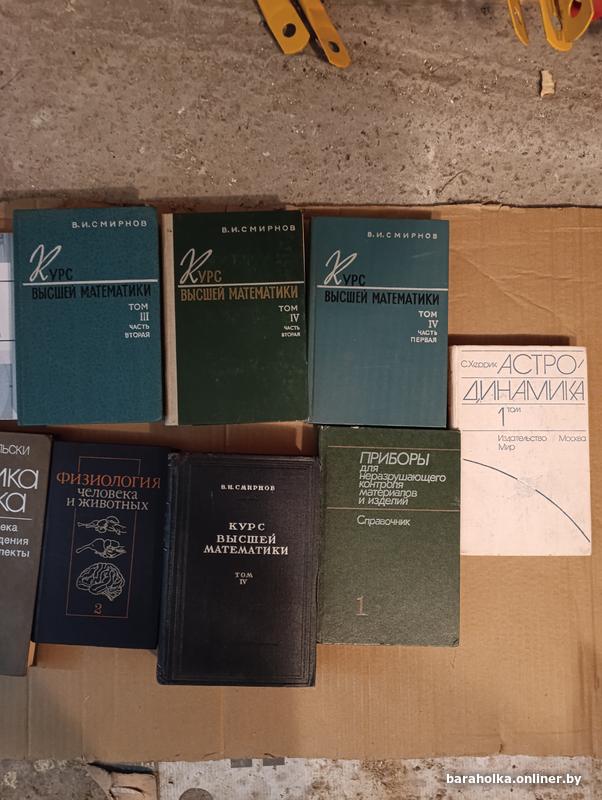 В.И.СМИРНОВ
КУРС
ВЫСШЕЙ МАТЕМАТИКИ
ТОМ
III
ЧАСТЬ
ВТОРАЯ
В.И.СМИРНОВ
КУРС
ВЫСШЕЙ МАТЕМАТИКИ
ТОМ
IV
ЧАСТЬ
ВТОРАЯ
В.И.СМИРНОВ
КУРС
ВЫСШЕЙ МАТЕМАТИКИ
ТОМ
IV
ЧАСТЬ
ПЕРВАЯ
С.Херрик АСТРО/
ДИНАМИКА
1 том
Издательство / Москва
Мир
ФИЗИОЛОГИЯ
человека
и животных
2
В.И.СМИРНОВ
КУРС
ВЫСШЕЙ
МАТЕМАТИКИ
ТОМ
IV
ПРИБОРЫ
для
неразрушающего
контроля
материалов
и изделий
Справочник
1
baraholka.onliner.by